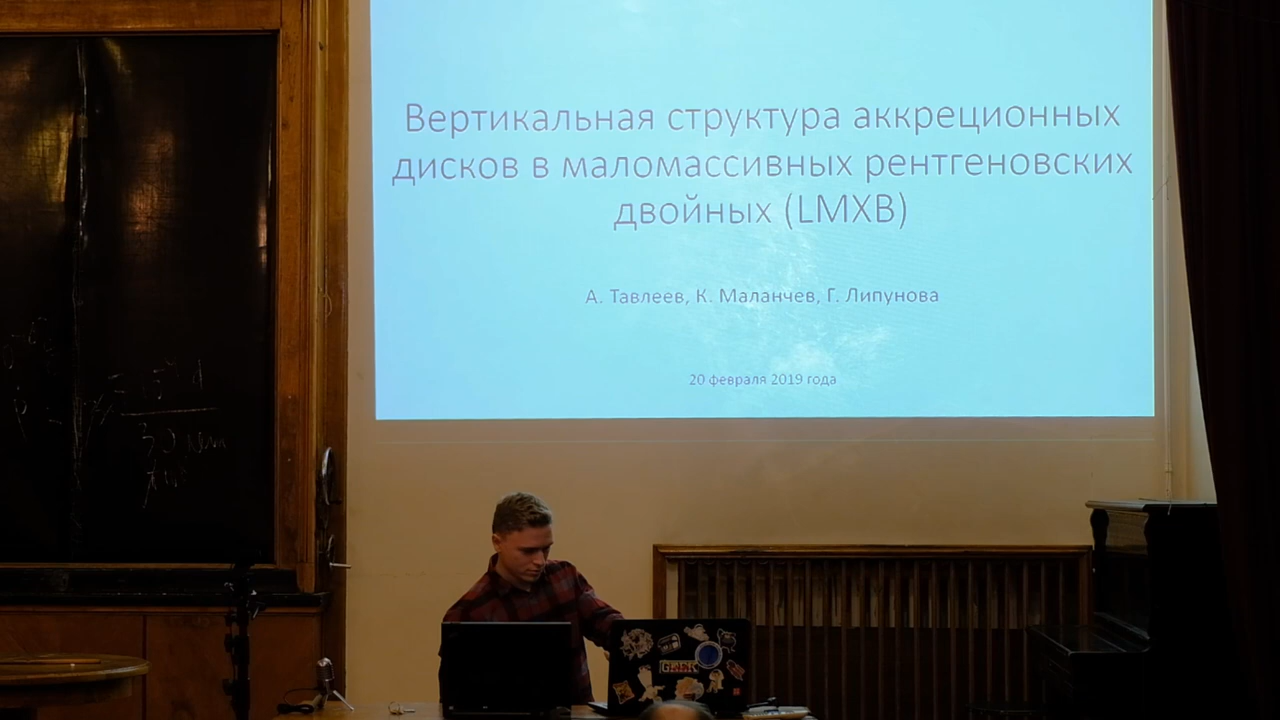 Вертикальная структура аккреционных
дисков в маломассивных рентгеновских
двойных (LMXB)
А. Тавлеев, К. Маланчев, Г. Липунова
20 февраля 2019 года
GEEK